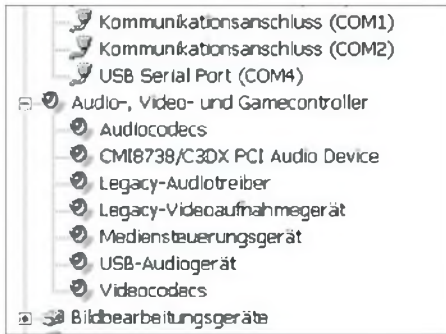 Kommunikationsanschluss (COM1)
Kommunikationsanschluss (COM2)
USB Serial Port (COM4)
Audio-, Video- und Gamecontroller
Audiocodecs
CMI8738/C3DX PCI Audio Device
Legacy-Audiotreiber
Legacy-Videoaufnahmegerät
Mediensteuerungsgerät
USB-Audiogerät
Videocodecs
Bildbearbeitungsgeräte